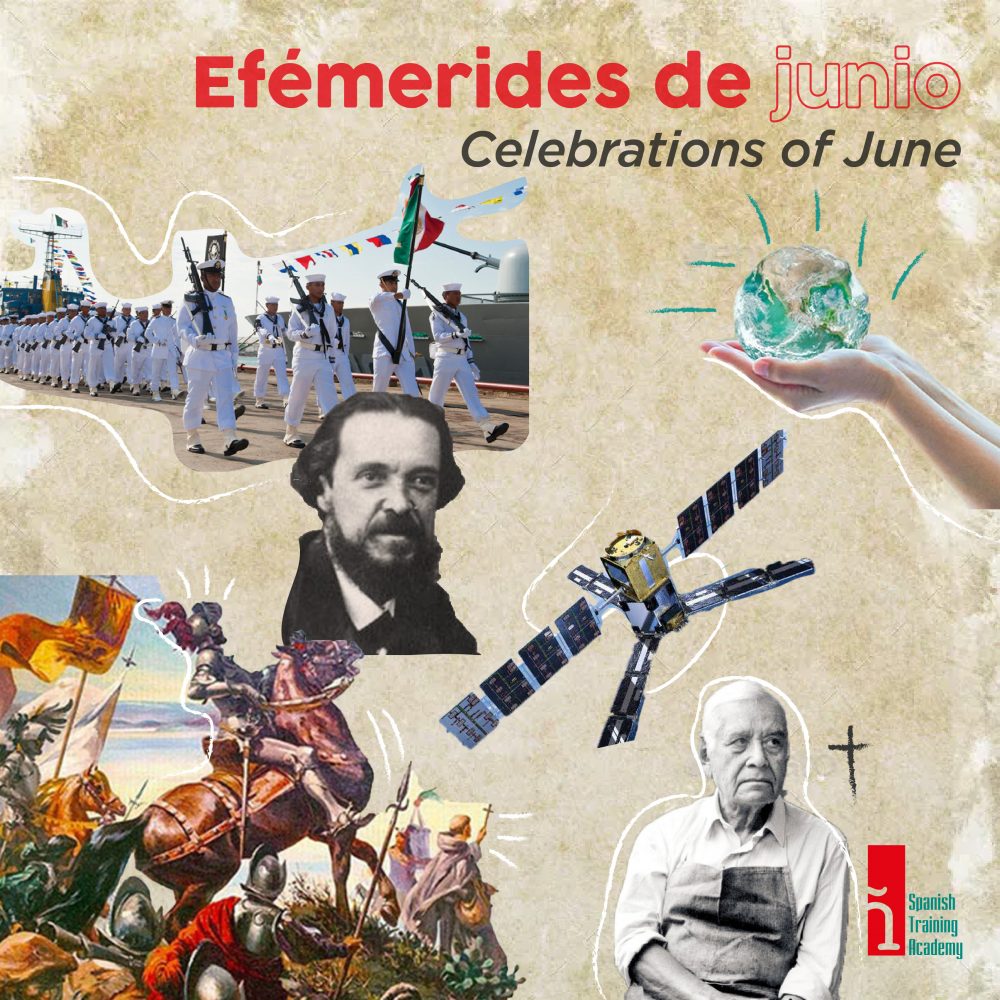 Efémerides de junio
Celebrations of June
Spanish
Training
Academy